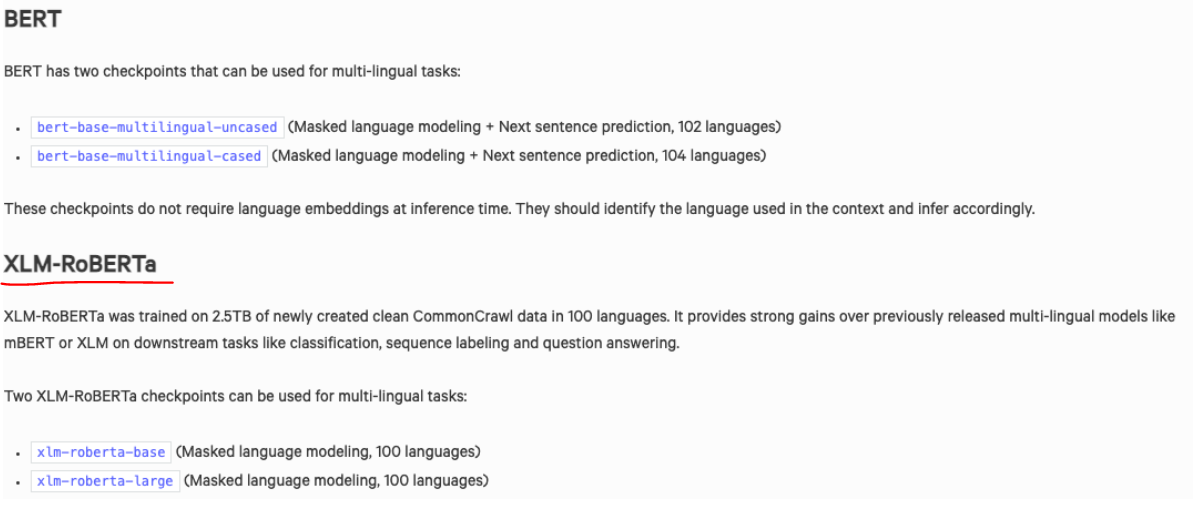 BERT
BERT has two checkpoints that can be used for multi-lingual tasks:
• bert-base-multilingual-uncased (Masked language modeling + Next sentence prediction, 102 languages)
• bert-base-multilingual-cased (Masked language modeling + Next sentence prediction, 104 languages)
These checkpoints do not require language embeddings at inference time. They should identify the language used in the context and infer accordingly.
XLM-RoBERTa
XLM-RoBERTa was trained on 2.5TB of newly created clean CommonCrawl data in 100 languages. It provides strong gains over previously released multi-lingual models like
mBERT or XLM on downstream tasks like classification, sequence labeling and question answering.
Two XLM-RoBERTa checkpoints can be used for multi-lingual tasks:
• xlm-roberta-base (Masked language modeling, 100 languages)
• xlm-roberta-large (Masked language modeling, 100 languages)